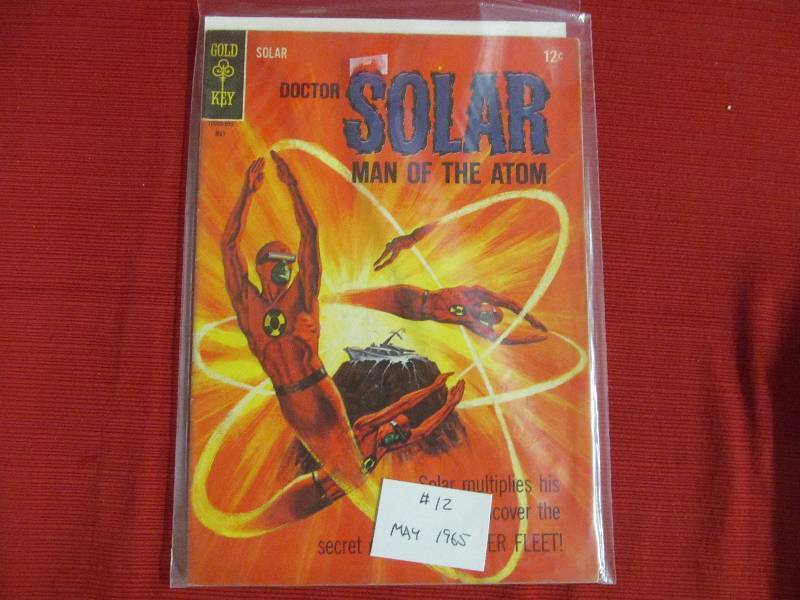 GOLD
KEY
SOLAR
12¢
MAY
DOCTOR SOLAR
MAN OF THE ATOM
Solar multiplies his
cover the
secret
ER FLEET!
#12
MAY 1965